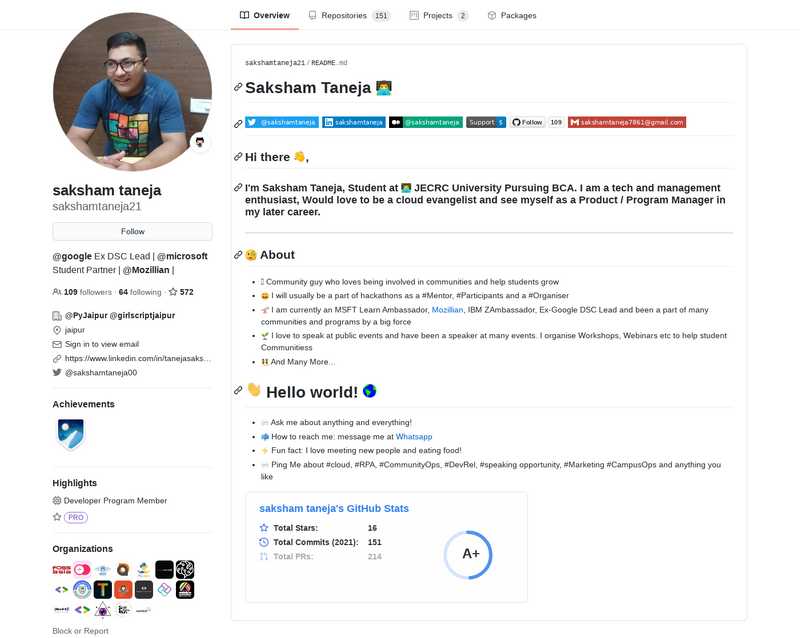 Overview
Repositories 151
Projects 2
Packages
saksham taneja
sakshamtaneja21
Follow
@google Ex DSC Lead | @microsoft
Student Partner | @Mozillian |
109 followers · 64 following · 572
@PyJaipur @girlscriptjaipur
jaipur
Sign in to view email
https://www.linkedin.com/in/tanejasaks...
@sakshamtaneja00
Achievements
Highlights
Developer Program Member
PRO
Organizations
Block or Report
sakshamtaneja21 / README.md
Saksham Taneja 👨‍💻
@sakshamtaneja
sakshamtaneja
@sakshamtaneja
Support $
Follow 109
sakshamtaneja7861@gmail.com
Hi there 👋,
I'm Saksham Taneja, Student at 👨‍💻 JECRC University Pursuing BCA. I am a tech and management
enthusiast, Would love to be a cloud evangelist and see myself as a Product / Program Manager in
my later career.
🧐 About
Community guy who loves being involved in communities and help students grow
I will usually be a part of hackathons as a #Mentor, #Participants and a #Organiser
I am currently an MSFT Learn Ambassador, Mozillian, IBM ZAmbassador, Ex-Google DSC Lead and been a part of many
communities and programs by a big force
🌱 I love to speak at public events and have been a speaker at many events. I organise Workshops, Webinars etc to help student
Communitiess
And Many More...
👋 Hello world! 🌎
Ask me about anything and everything!
📫 How to reach me: message me at Whatsapp
⚡ Fun fact: I love meeting new people and eating food!
Ping Me about #cloud, #RPA, #CommunityOps, #DevRel, #speaking opportunity, #Marketing #CampusOps and anything you
like
saksham taneja's GitHub Stats
Total Stars: 16
Total Commits (2021): 151
Total PRs: 214
A+